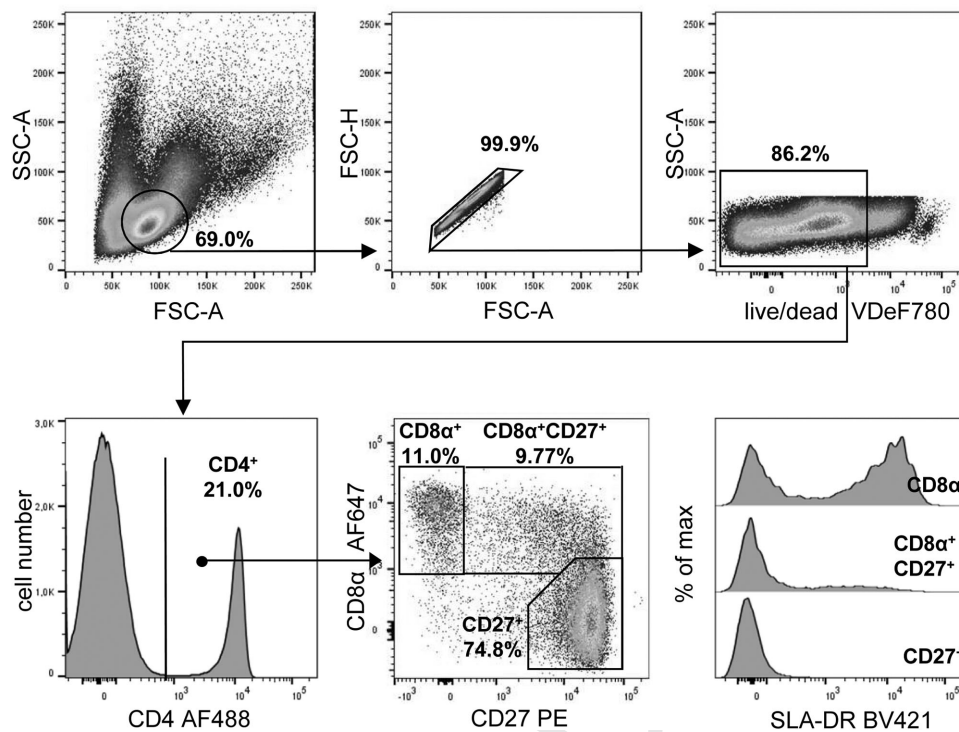 250K
200K
150K
100K
50K
0
SSC-A
69.0%
0 50K 100K 150K 200K 250K
FSC-A
250K
200K
150K
100K
50K
0
FSC-H
99.9%
0 50K 100K 150K 200K 250K
FSC-A
250K
200K
150K
100K
50K
0
SSC-A
86.2%
0 10³ 10⁴ 10⁵
live/dead VDeF780
3,0K
2,0K
1,0K
0
cell number
CD4⁺
21.0%
0 10³ 10⁴ 10⁵
CD4 AF488
10⁵
10⁴
10³
0
CD8α AF647
CD8α⁺ CD8α⁺CD27⁺
11.0% 9.77%
CD27⁺
74.8%
-10³ 0 10³ 10⁴ 10⁵
CD27 PE
% of max
CD8α
CD8α⁺
CD27⁺
CD27⁺
0 10³ 10⁴ 10⁵
SLA-DR BV421